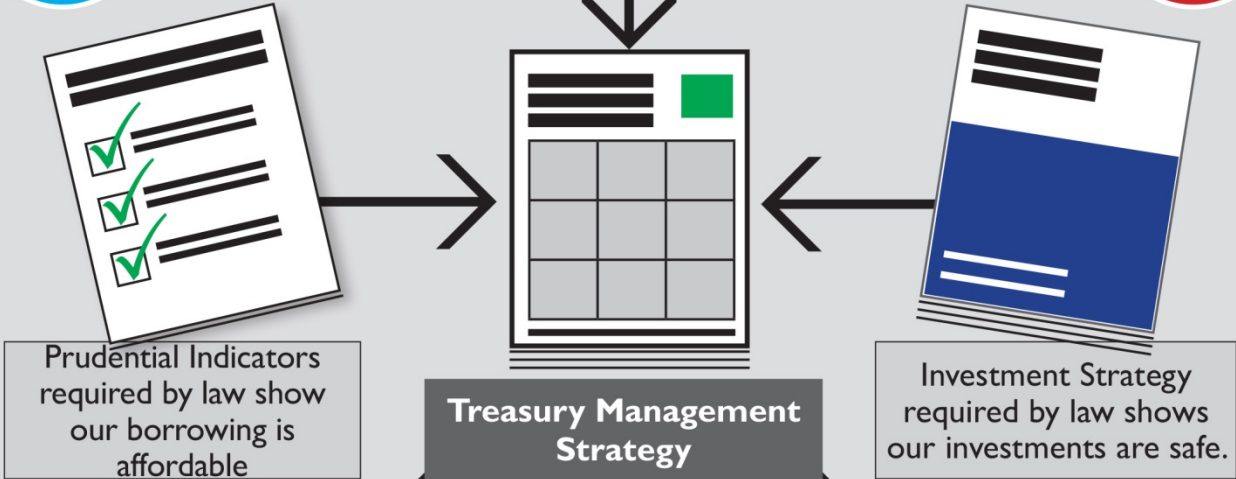 Prudential Indicators
required by law show
our borrowing is
affordable
Treasury Management
Strategy
Investment Strategy
required by law shows
our investments are safe.